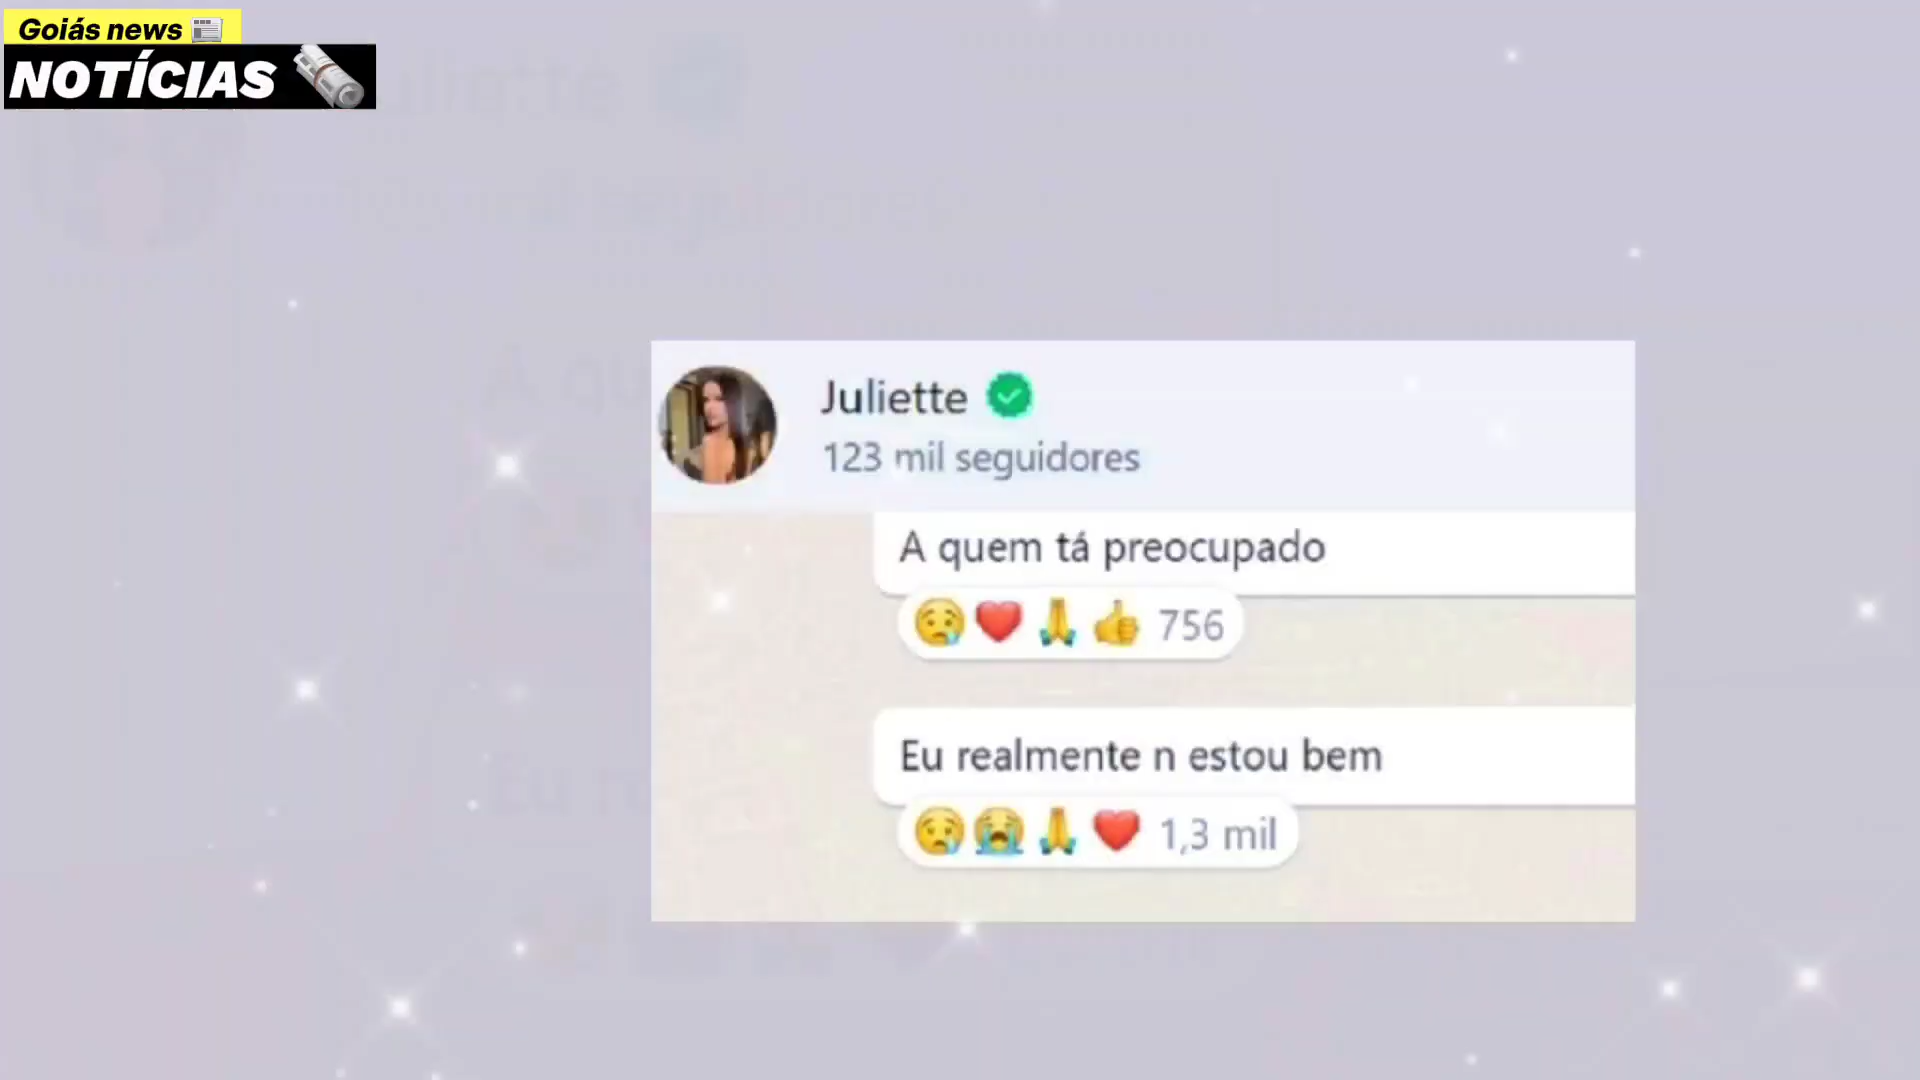 Goiás news
NOTÍCIAS
Juliette
123 mil seguidores
A quem tá preocupado
756
Eu realmente n estou bem
1,3 mil